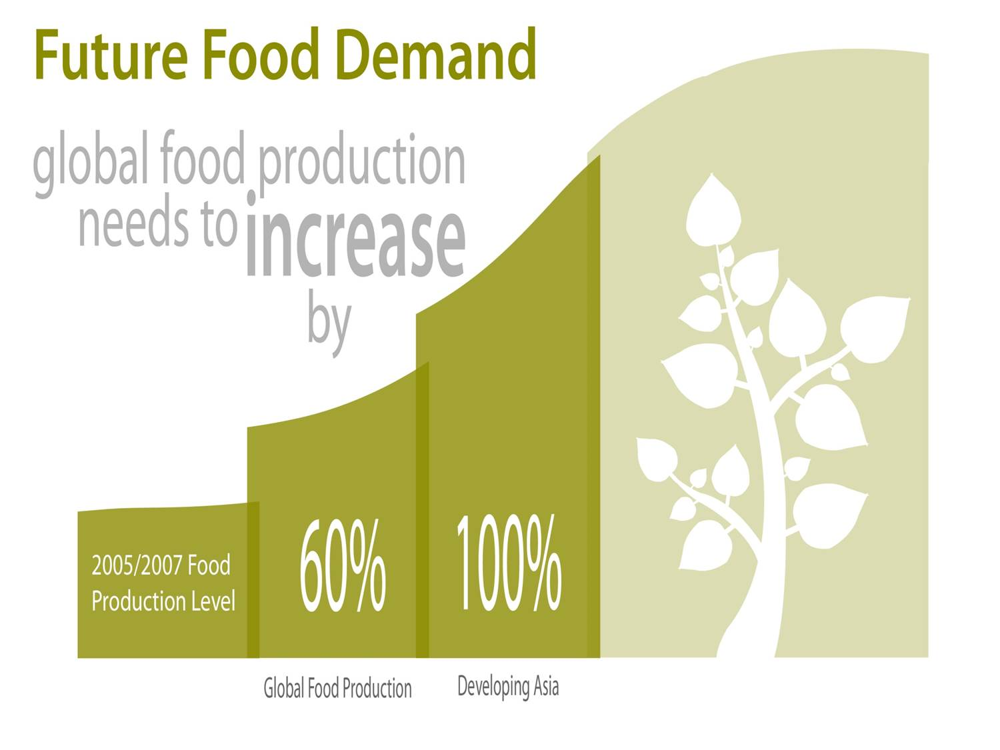 Future Food Demand
global food production
needs to increase
by
2005/2007 Food
Production Level
60%
100%
Global Food Production
Developing Asia